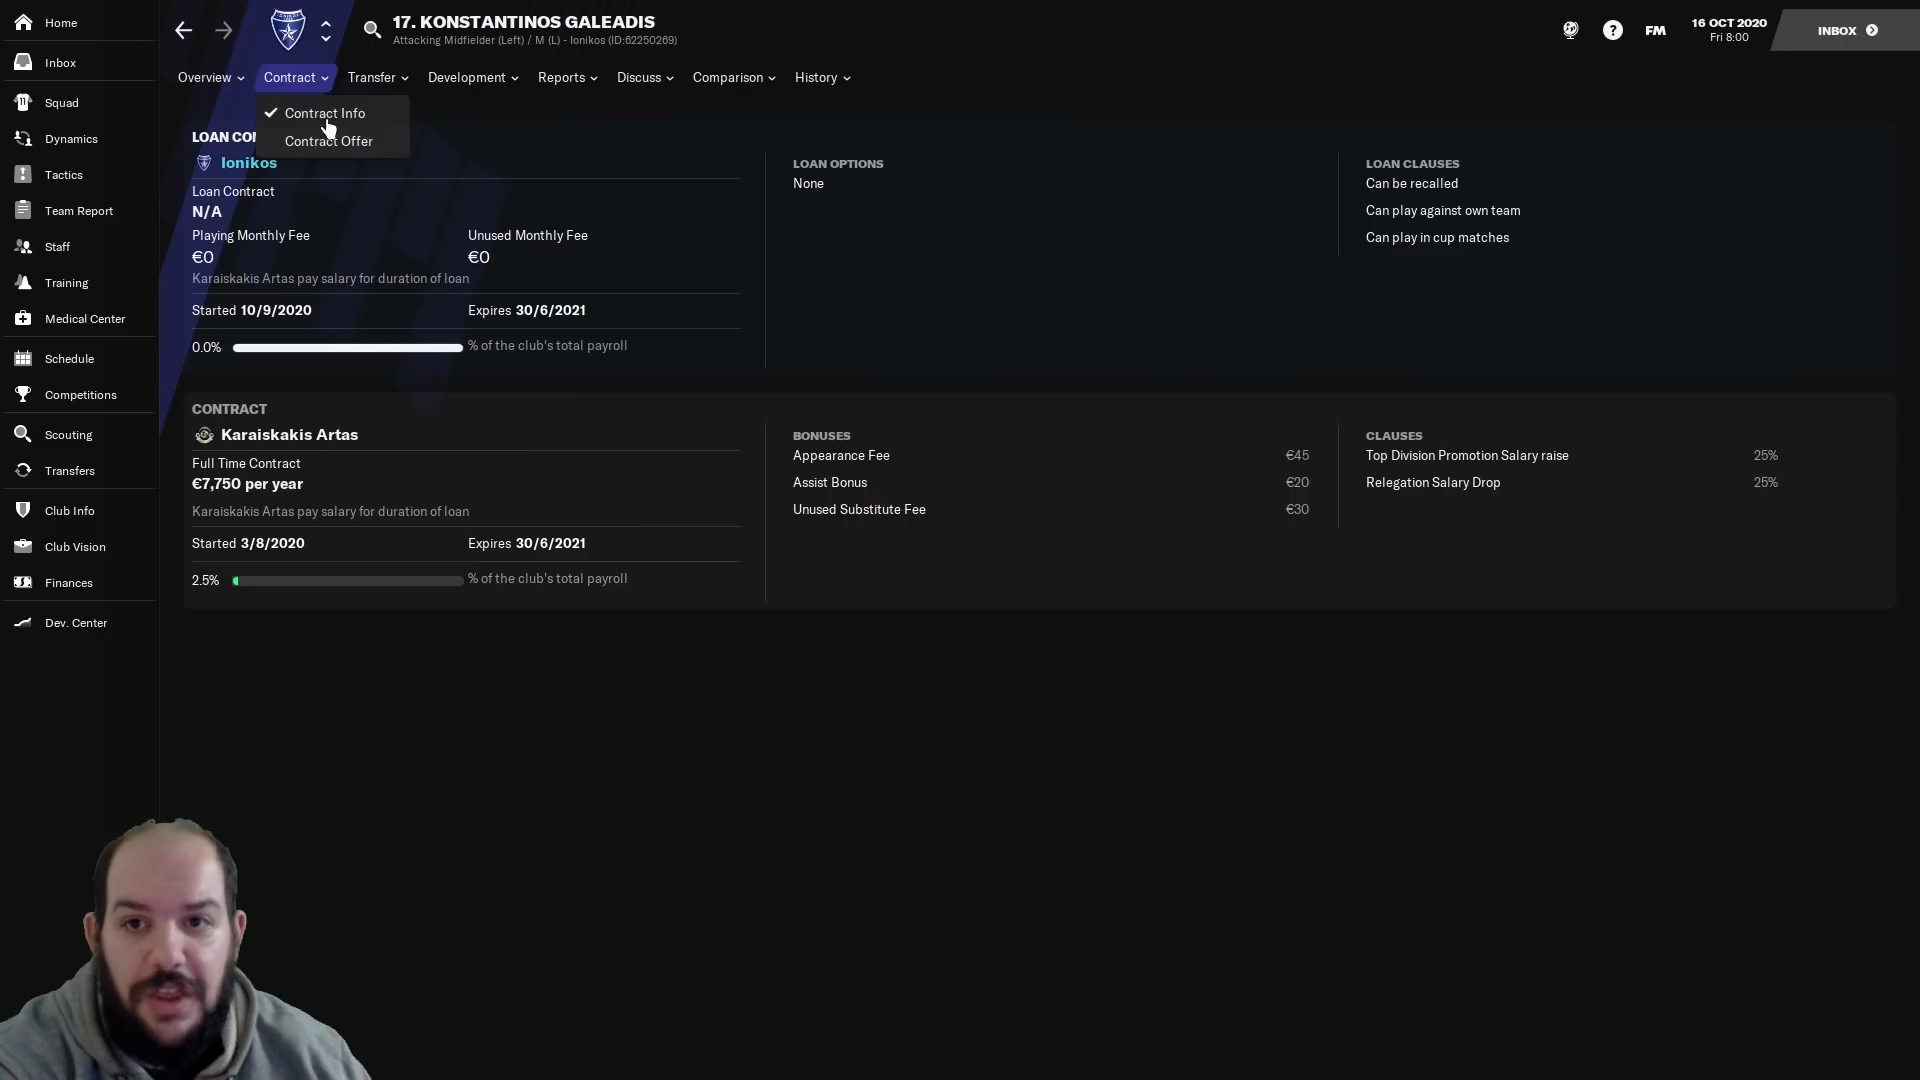 Home
Inbox
Squad
Dynamics
Tactics
Team Report
Staff
Training
Medical Center
Schedule
Competitions
Scouting
Transfers
Club Info
Club Vision
Finances
Dev. Center
17. KONSTANTINOS GALEADIS
Attacking Midfielder (Left) / M (L) - Ionikos (ID:62250269)
FM
16 OCT 2020
Fri 8:00
INBOX
Overview Contract Transfer Development Reports Discuss Comparison History
Contract Info
Contract Offer
LOAN
Ionikos
Loan Contract
N/A
Playing Monthly Fee Unused Monthly Fee
€0 €0
Karaiskakis Artas pay salary for duration of loan
Started 10/9/2020 Expires 30/6/2021
0.0% % of the club's total payroll
LOAN OPTIONS
None
LOAN CLAUSES
Can be recalled
Can play against own team
Can play in cup matches
CONTRACT
Karaiskakis Artas
Full Time Contract
€7,750 per year
Karaiskakis Artas pay salary for duration of loan
Started 3/8/2020 Expires 30/6/2021
2.5% % of the club's total payroll
BONUSES
Appearance Fee €45
Assist Bonus €20
Unused Substitute Fee €30
CLAUSES
Top Division Promotion Salary raise 25%
Relegation Salary Drop 25%